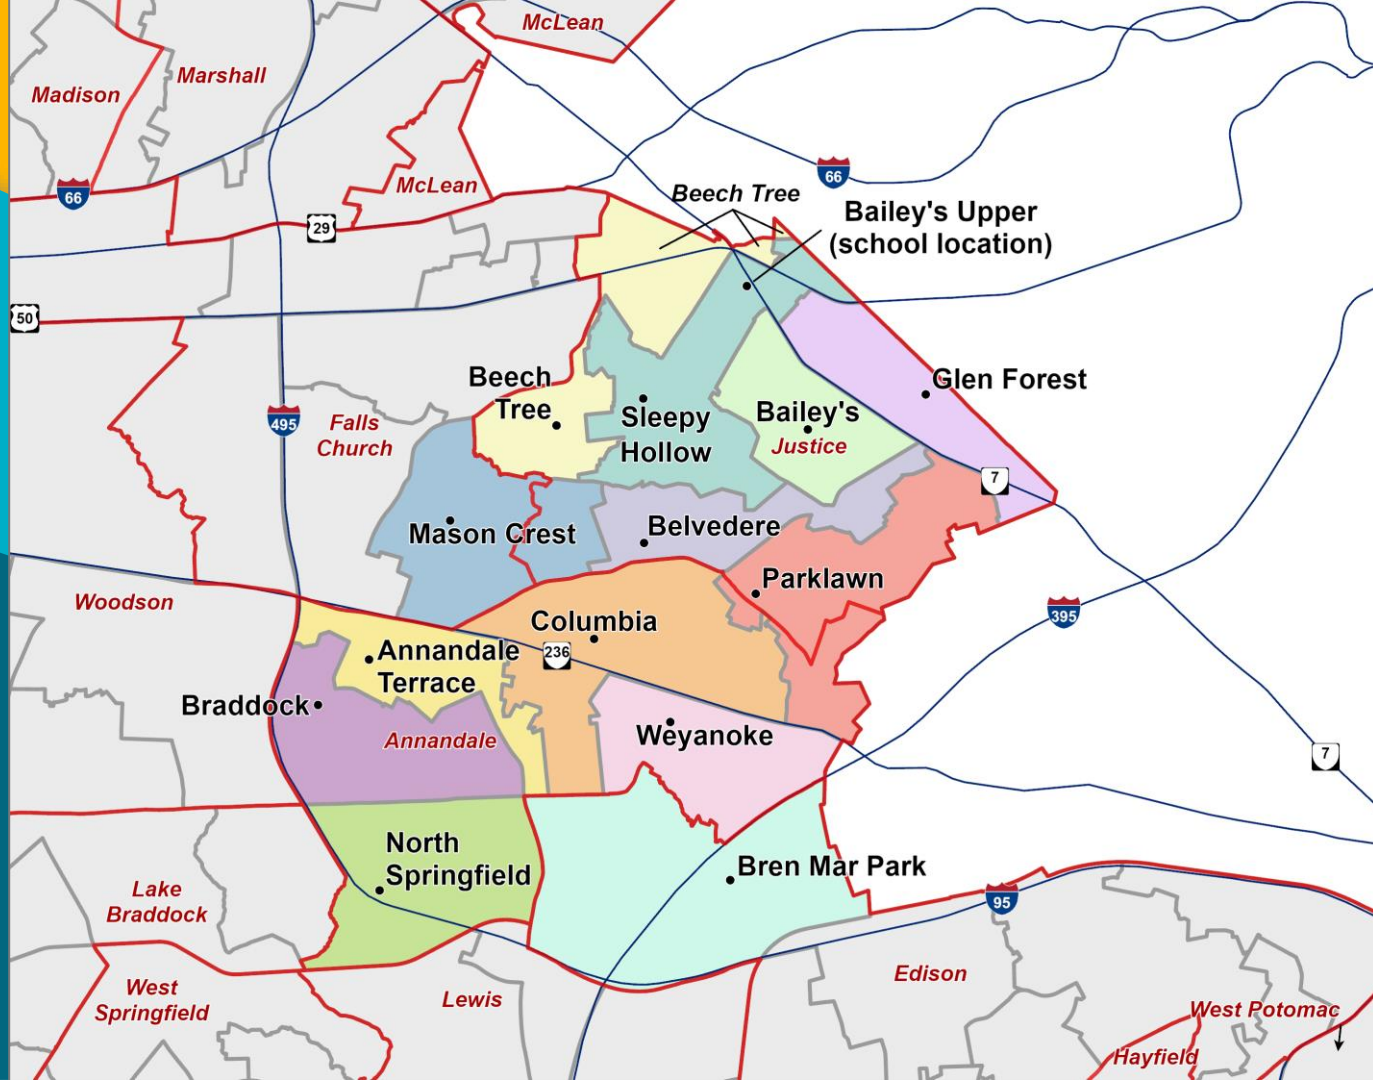 McLean
Marshall
Madison
McLean
66
66
Beech Tree
Bailey's Upper
(school location)
29
50
Beech
Tree
Glen Forest
Sleepy
Hollow
Bailey's
Justice
495
Falls
Church
7
Mason Crest
Belvedere
Parklawn
Woodson
395
Columbia
236
Annandale
Terrace
Braddock
Annandale
Weyanoke
7
North
Springfield
Bren Mar Park
Lake
Braddock
95
West
Springfield
Lewis
Edison
West Potomac
Hayfield